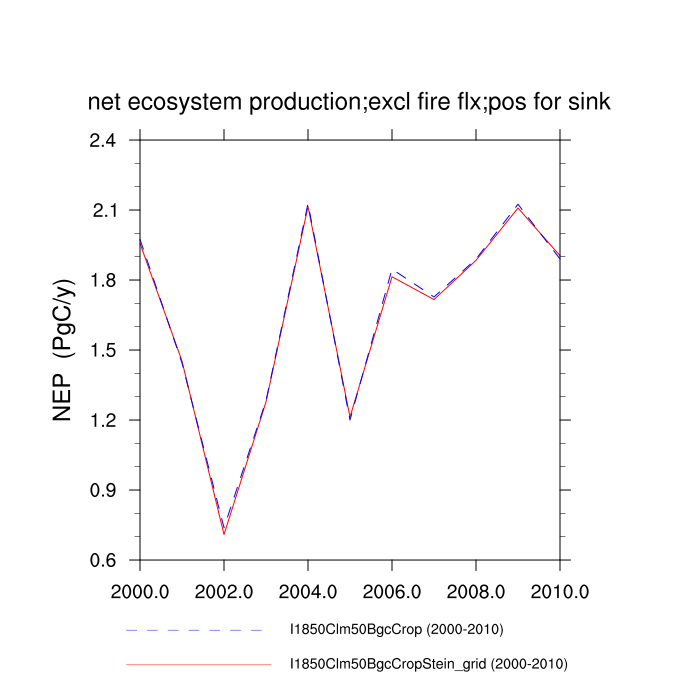 net ecosystem production;excl fire flx;pos for sink
2.4
2.1
1.8
1.5
1.2
0.9
0.6
NEP (PgC/y)
2000.0 2002.0 2004.0 2006.0 2008.0 2010.0
I1850Clm50BgcCrop (2000-2010)
I1850Clm50BgcCropStein_grid (2000-2010)